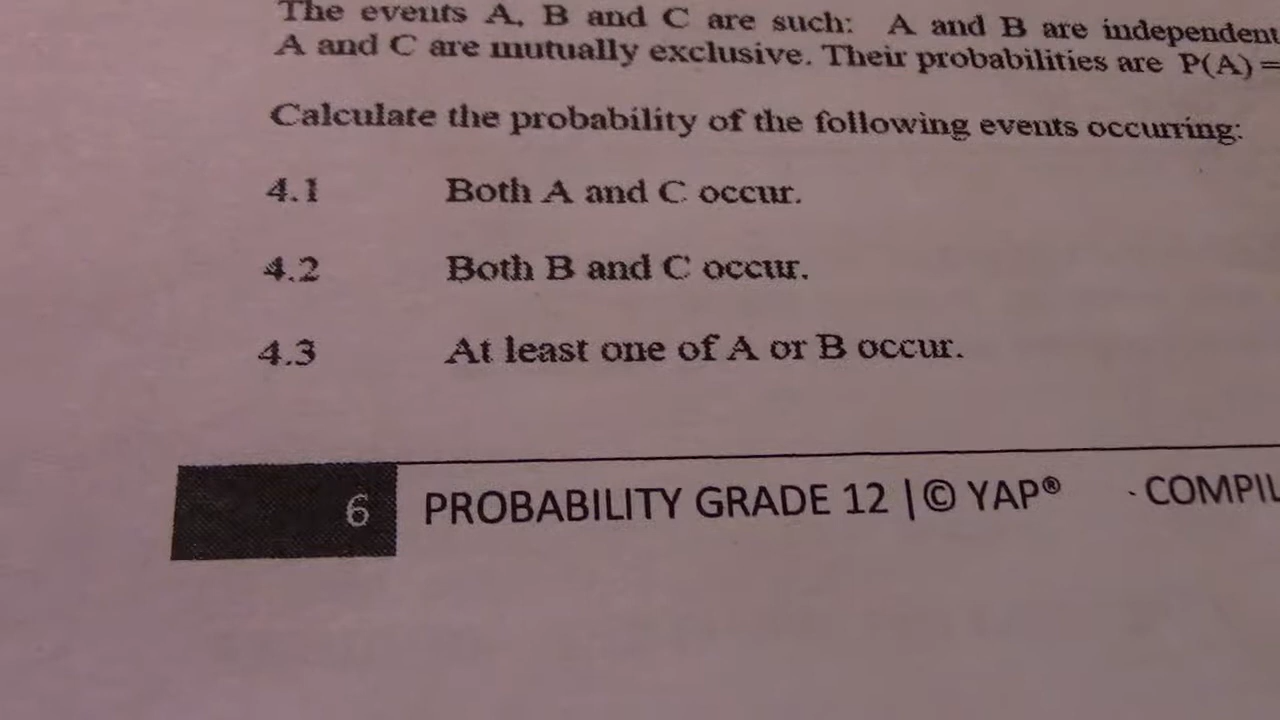 The events A, B and C are such: A and B are independent
A and C are mutually exclusive. Their probabilities are P(A) =
Calculate the probability of the following events occurring:
4.1 Both A and C occur.
4.2 Both B and C occur.
4.3 At least one of A or B occur.
6 PROBABILITY GRADE 12 | © YAP® · COMPIL